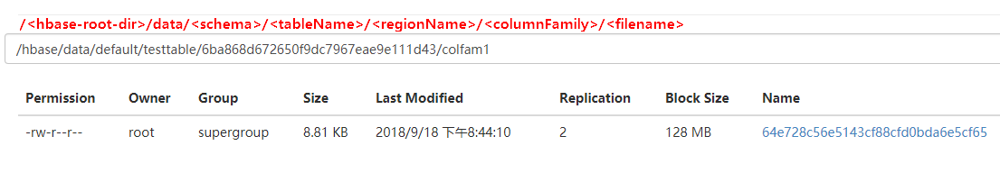 /<hbase-root-dir>/data/<schema>/<tableName>/<regionName>/<columnFamily>/<filename>
/hbase/data/default/testtable/6ba868d672650f9dc7967eae9e111d43/colfam1
Permission Owner Group Size Last Modified Replication Block Size Name
-rw-r--r-- root supergroup 8.81 KB 2018/9/18 下午8:44:10 2 128 MB 64e728c56e5143cf88cfd0bda6e5cf65